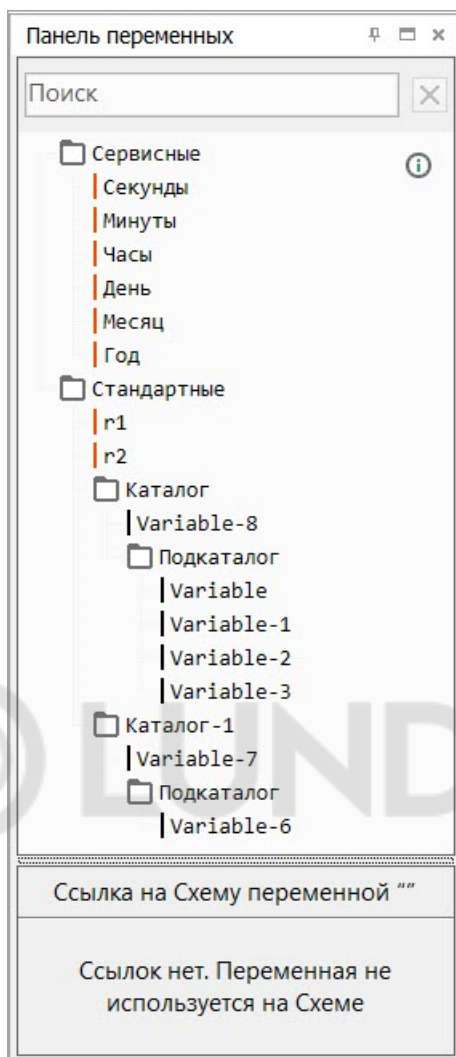 Панель переменных
Поиск
Сервисные
Секунды
Минуты
Часы
День
Месяц
Год
Стандартные
r1
r2
Каталог
Variable-8
Подкаталог
Variable
Variable-1
Variable-2
Variable-3
Каталог-1
Variable-7
Подкаталог
Variable-6
LUND
Ссылка на Схему переменной “”
Ссылок нет. Переменная не
используется на Схеме